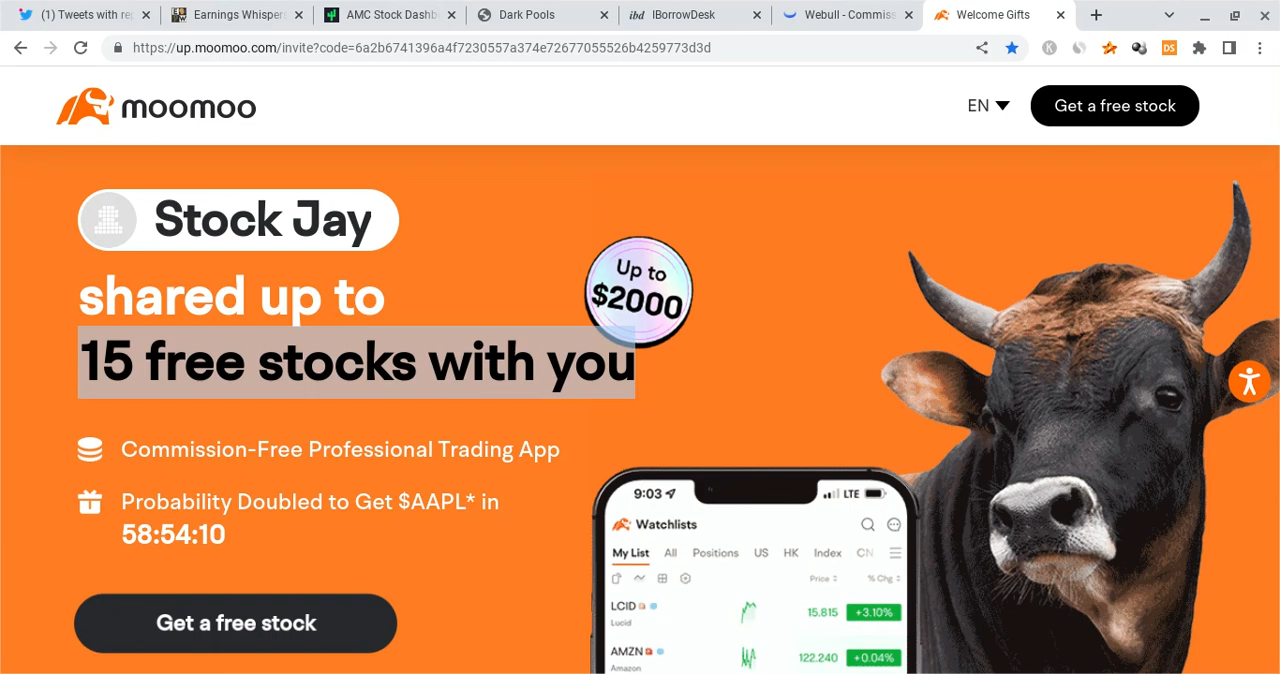 (1) Tweets with rep
Earnings Whispers
AMC Stock Dashb
Dark Pools
ibd IBorrowDesk
Webull - Commiss
Welcome Gifts
https://up.moomoo.com/invite?code=6a2b6741396a4f7230557a374e72677055526b4259773d3d
K
DS
moomoo
EN
Get a free stock
Stock Jay
shared up to
15 free stocks with you
Up to
$2000
Commission-Free Professional Trading App
Probability Doubled to Get $AAPL* in
58:54:10
Get a free stock
9:03
LTE
Watchlists
My List All Positions US HK Index CN
Price % Chg
LCID
15.815 +3.10%
Lucid
AMZN
122.240 +0.04%
Amazon